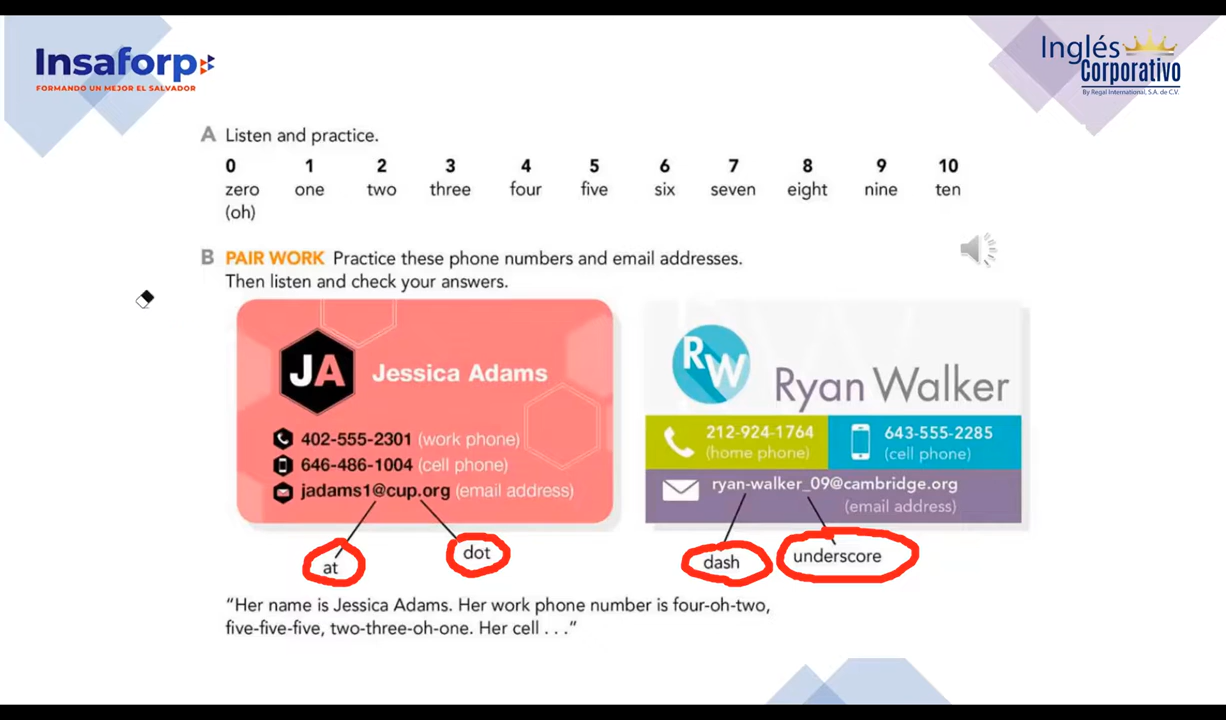 Insaforp
FORMANDO UN MEJOR EL SALVADOR
Inglés
Corporativo
By Regal International, S.A. de C.V.
A Listen and practice.
0 1 2 3 4 5 6 7 8 9 10
zero one two three four five six seven eight nine ten
(oh)
B PAIR WORK Practice these phone numbers and email addresses.
Then listen and check your answers.
JA
Jessica Adams
402-555-2301 (work phone)
646-486-1004 (cell phone)
jadams1@cup.org (email address)
at
dot
RW
Ryan Walker
212-924-1764
(home phone)
643-555-2285
(cell phone)
ryan-walker_09@cambridge.org
(email address)
dash
underscore
“Her name is Jessica Adams. Her work phone number is four-oh-two,
five-five-five, two-three-oh-one. Her cell . . .”